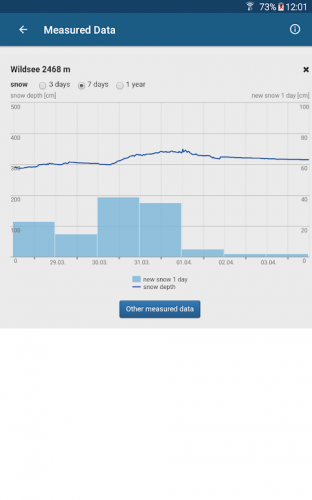 73% 12:01
Measured Data
Wildsee 2468 m
snow 3 days 7 days 1 year
snow depth [cm] new snow 1 day [cm]
500 100
400 80
300 60
200 40
100 20
0 29.03. 30.03. 31.03. 01.04. 02.04. 03.04. 0
new snow 1 day
snow depth
Other measured data